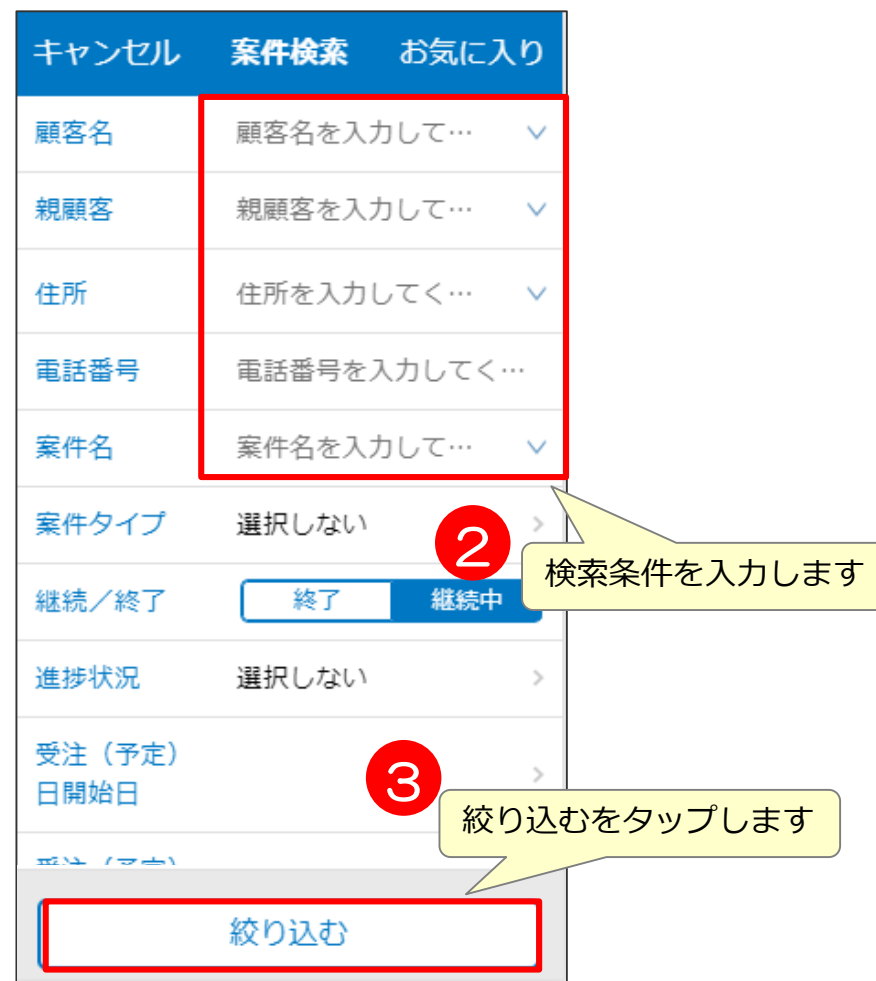 キャンセル 案件検索 お気に入り
顧客名 顧客名を入力して…
親顧客 親顧客を入力して…
住所 住所を入力してく…
電話番号 電話番号を入力してく…
案件名 案件名を入力して…
案件タイプ 選択しない
2
検索条件を入力します
継続／終了 終了 継続中
進捗状況 選択しない
受注（予定）
日開始日
3
絞り込むをタップします
受注（予定）
絞り込む